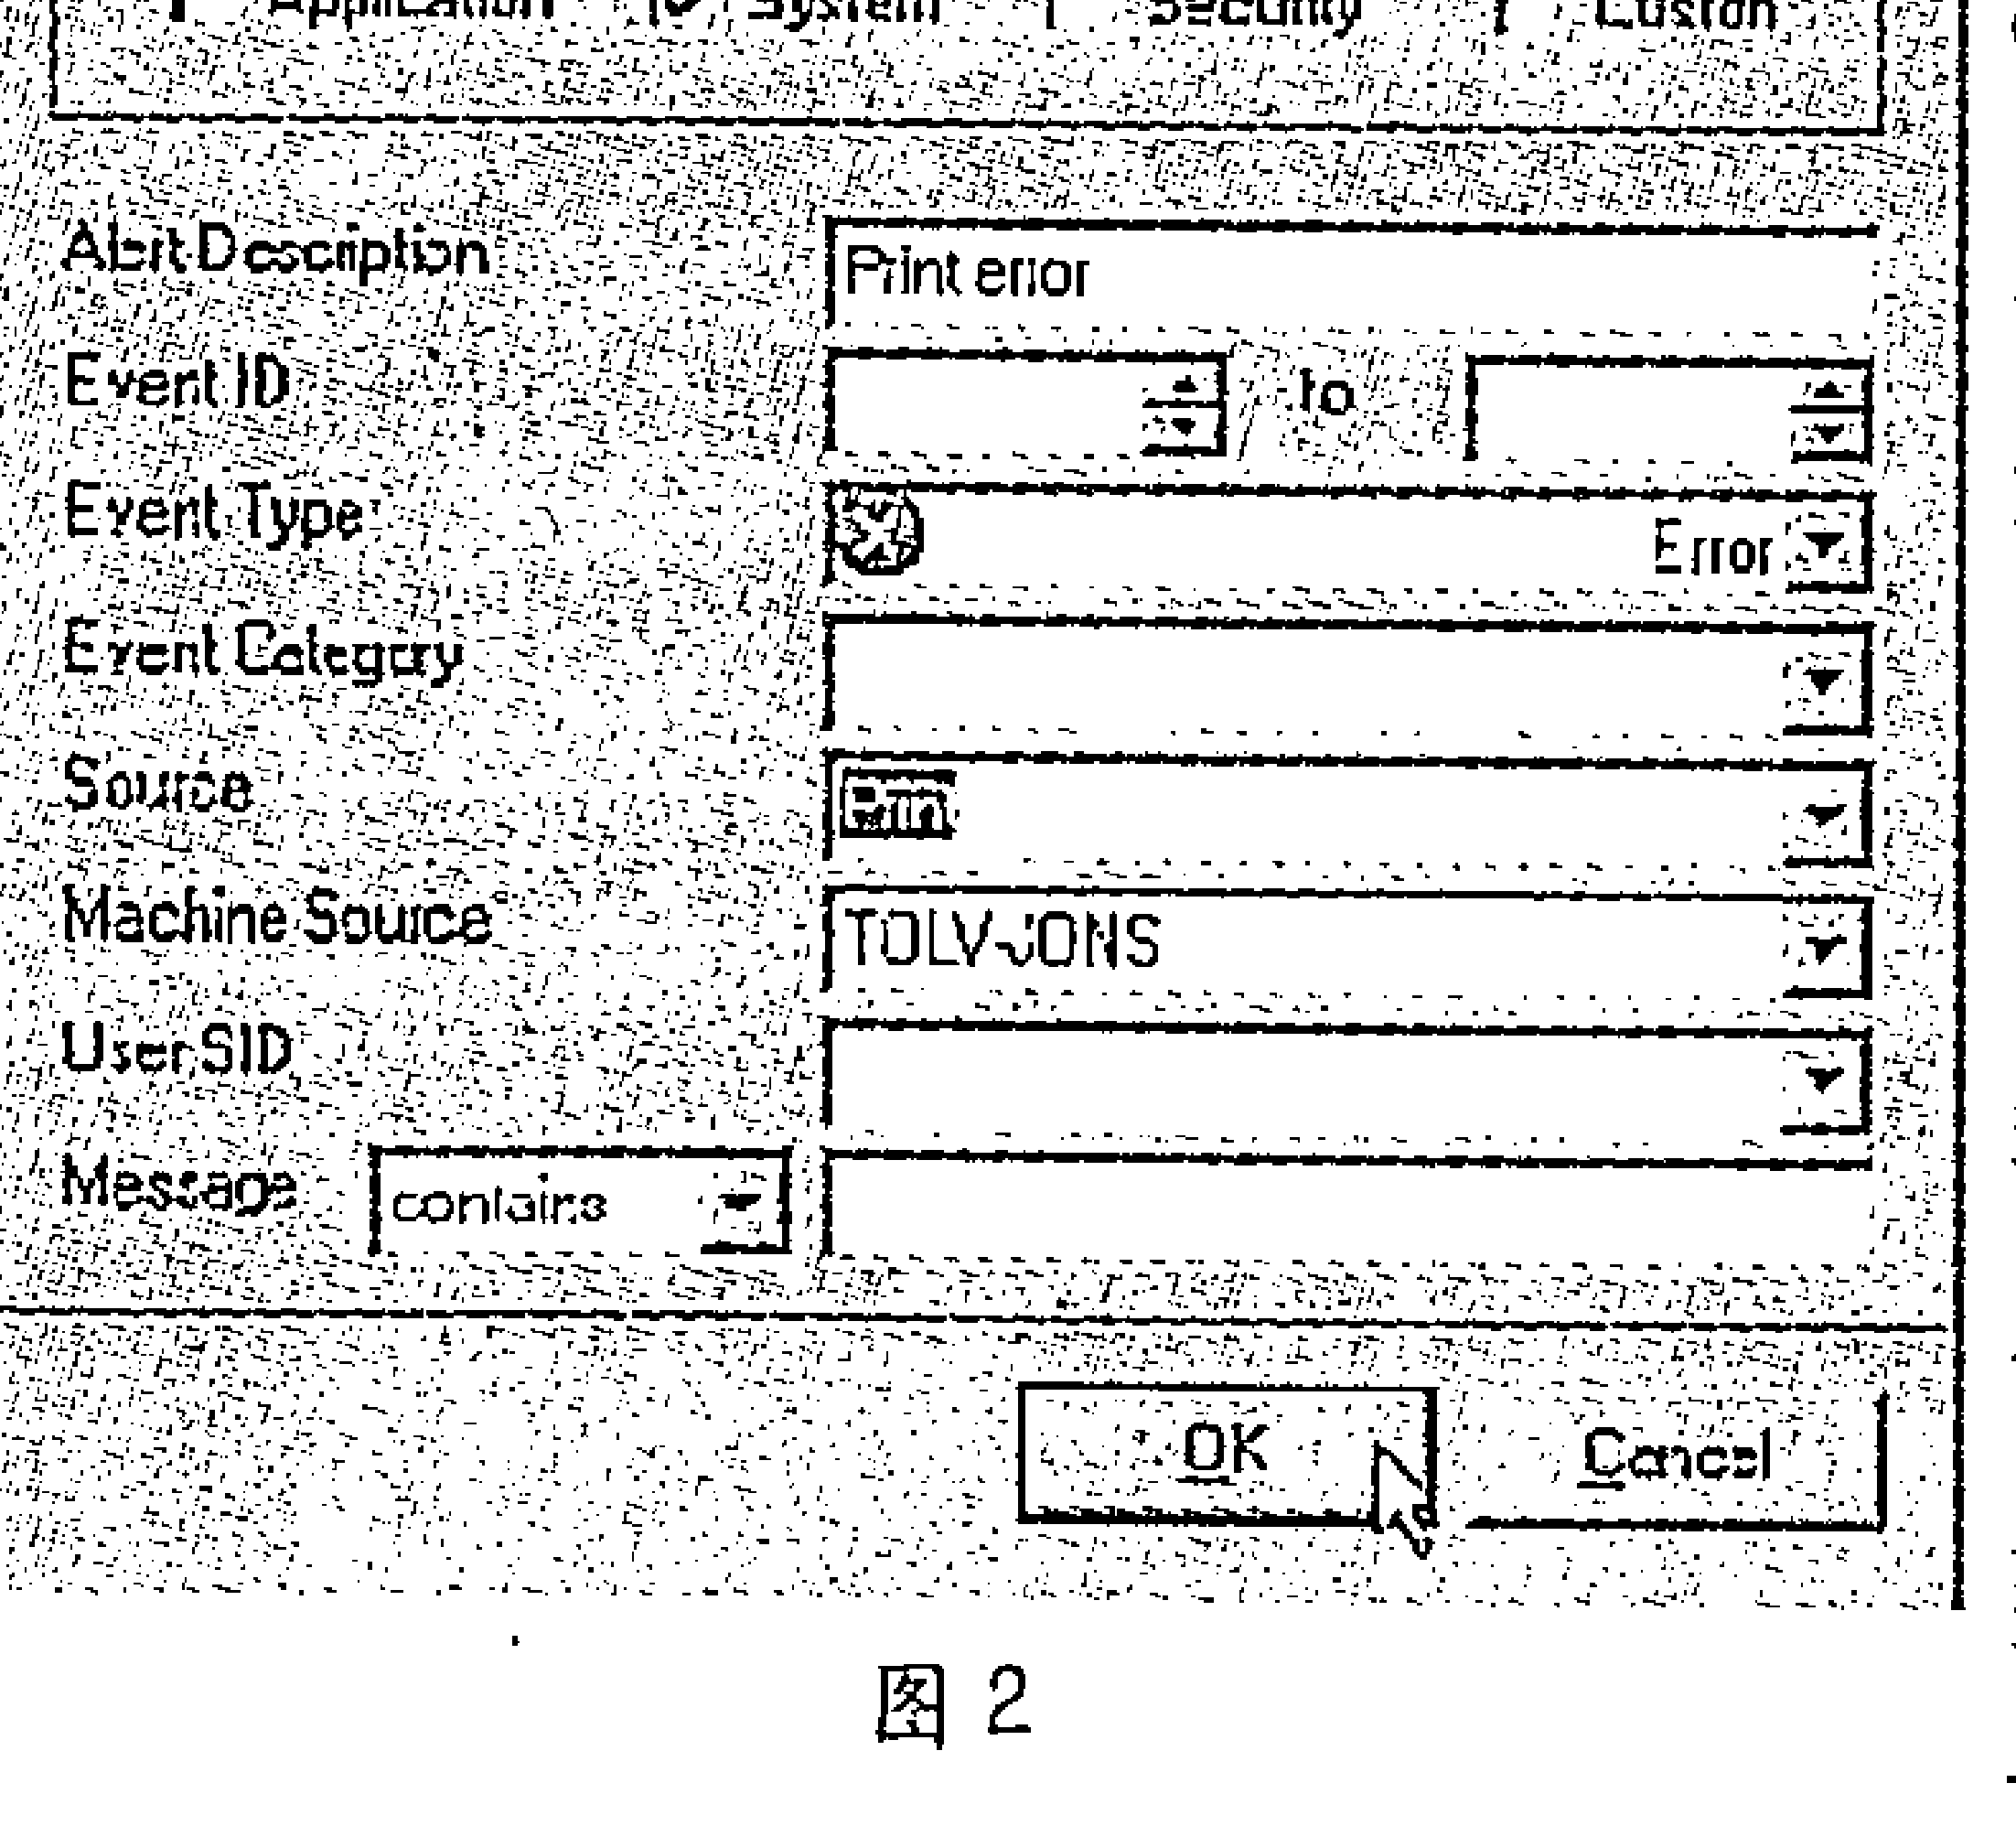 Application System Security Custom
Alert Description Print error
Event ID to
Event Type Error
Event Category
Source Prin
Machine Source TOLV-JONS
User SID
Message contains
OK Cancel
图 2